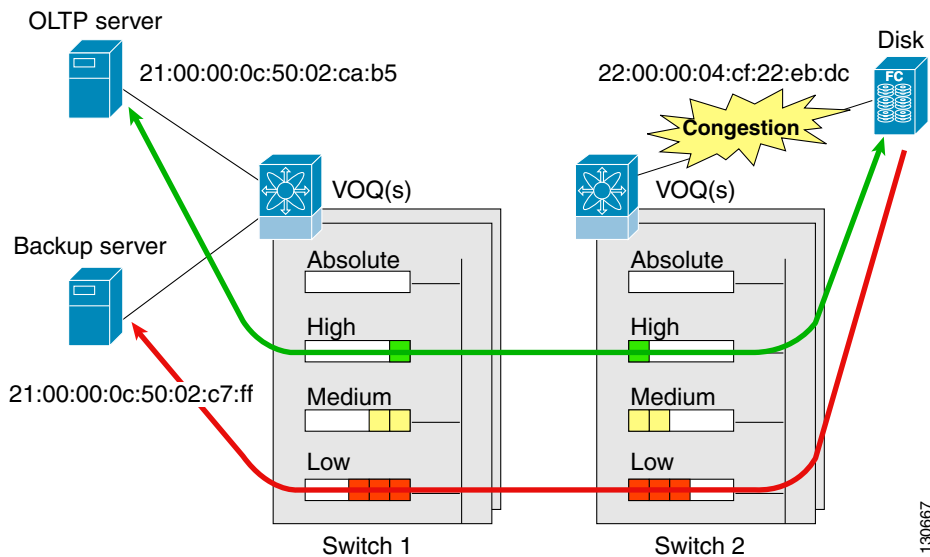 OLTP server
21:00:00:0c:50:02:ca:b5
22:00:00:04:cf:22:eb:dc
Disk
FC
Congestion
VOQ(s)
VOQ(s)
Backup server
21:00:00:0c:50:02:c7:ff
Absolute
High
Medium
Low
Switch 1
Absolute
High
Medium
Low
Switch 2
130667